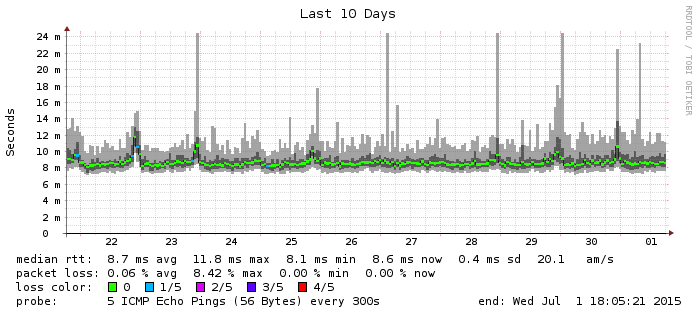 Last 10 Days
RRDTOOL / TOBI OETIKER
Seconds
24 m
22 m
20 m
18 m
16 m
14 m
12 m
10 m
8 m
6 m
4 m
2 m
0
22 23 24 25 26 27 28 29 30 01
median rtt: 8.7 ms avg 11.8 ms max 8.1 ms min 8.6 ms now 0.4 ms sd 20.1 am/s
packet loss: 0.06 % avg 8.42 % max 0.00 % min 0.00 % now
loss color: 0 1/5 2/5 3/5 4/5
probe: 5 ICMP Echo Pings (56 Bytes) every 300s end: Wed Jul 1 18:05:21 2015